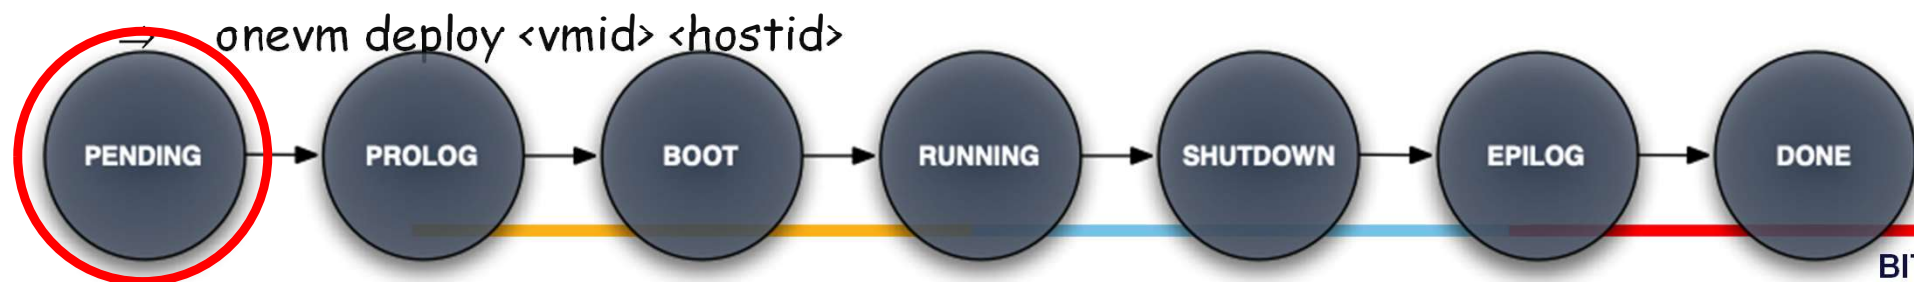 → onevm deploy <vmid> <hostid>
PENDING PROLOG BOOT RUNNING SHUTDOWN EPILOG DONE